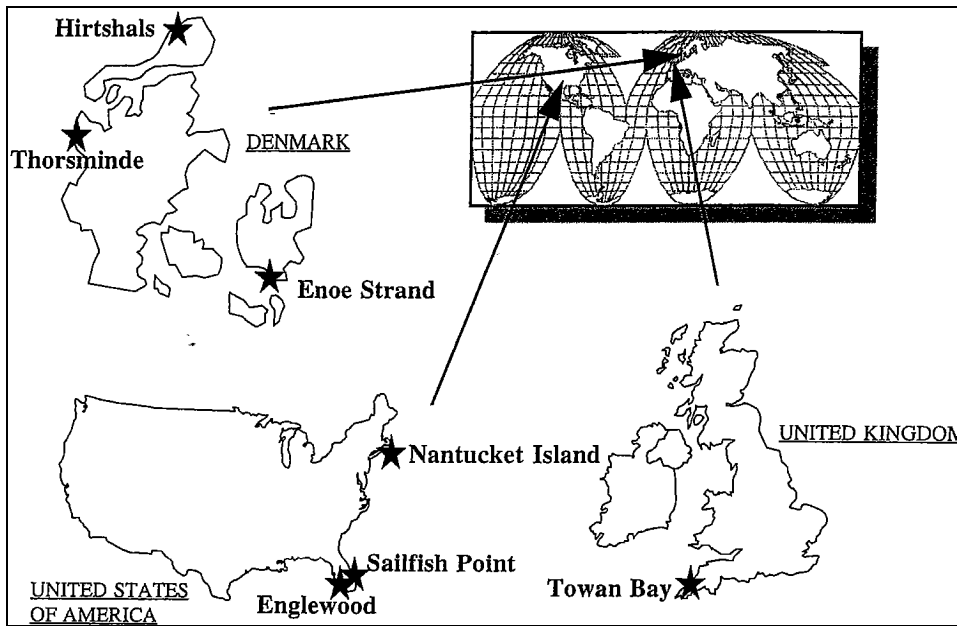 Hirtshals
DENMARK
Thorsminde
Enoe Strand
Nantucket Island
UNITED KINGDOM
Sailfish Point
Englewood
Towan Bay
UNITED STATES
OF AMERICA